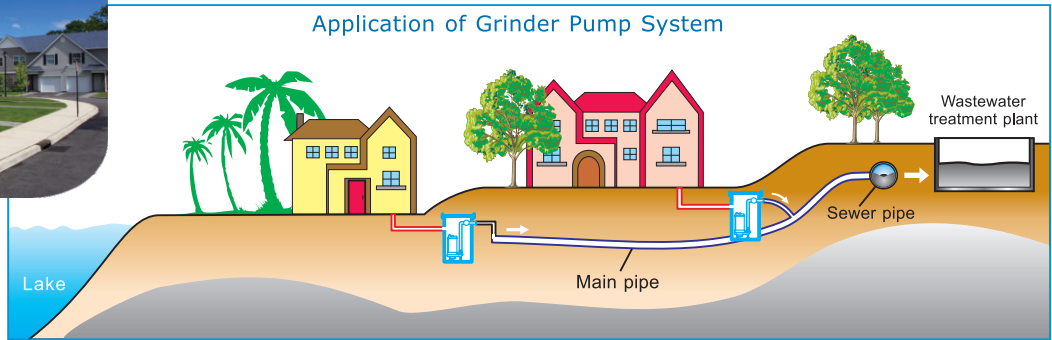 Application of Grinder Pump System
Wastewater
treatment plant
Sewer pipe
Main pipe
Lake